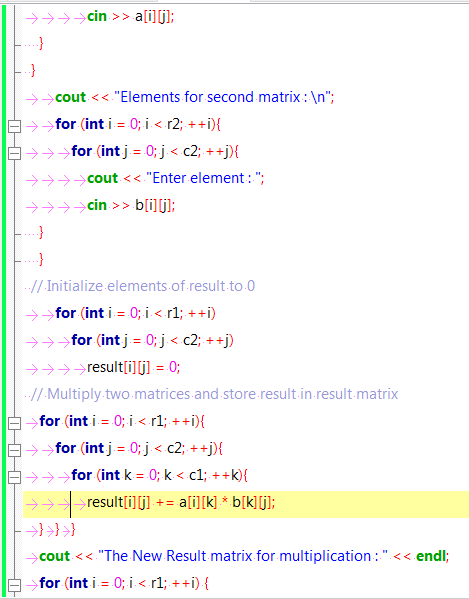 cin >> a[i][j];
}
}
cout << "Elements for second matrix : \n";
for (int i = 0; i < r2; ++i){
for (int j = 0; j < c2; ++j){
cout << "Enter element : ";
cin >> b[i][j];
}
}
// Initialize elements of result to 0
for (int i = 0; i < r1; ++i)
for (int j = 0; j < c2; ++j)
result[i][j] = 0;
// Multiply two matrices and store result in result matrix
for (int i = 0; i < r1; ++i){
for (int j = 0; j < c2; ++j){
for (int k = 0; k < c1; ++k){
result[i][j] += a[i][k] * b[k][j];
} } }
cout << "The New Result matrix for multiplication : " << endl;
for (int i = 0; i < r1; ++i) {